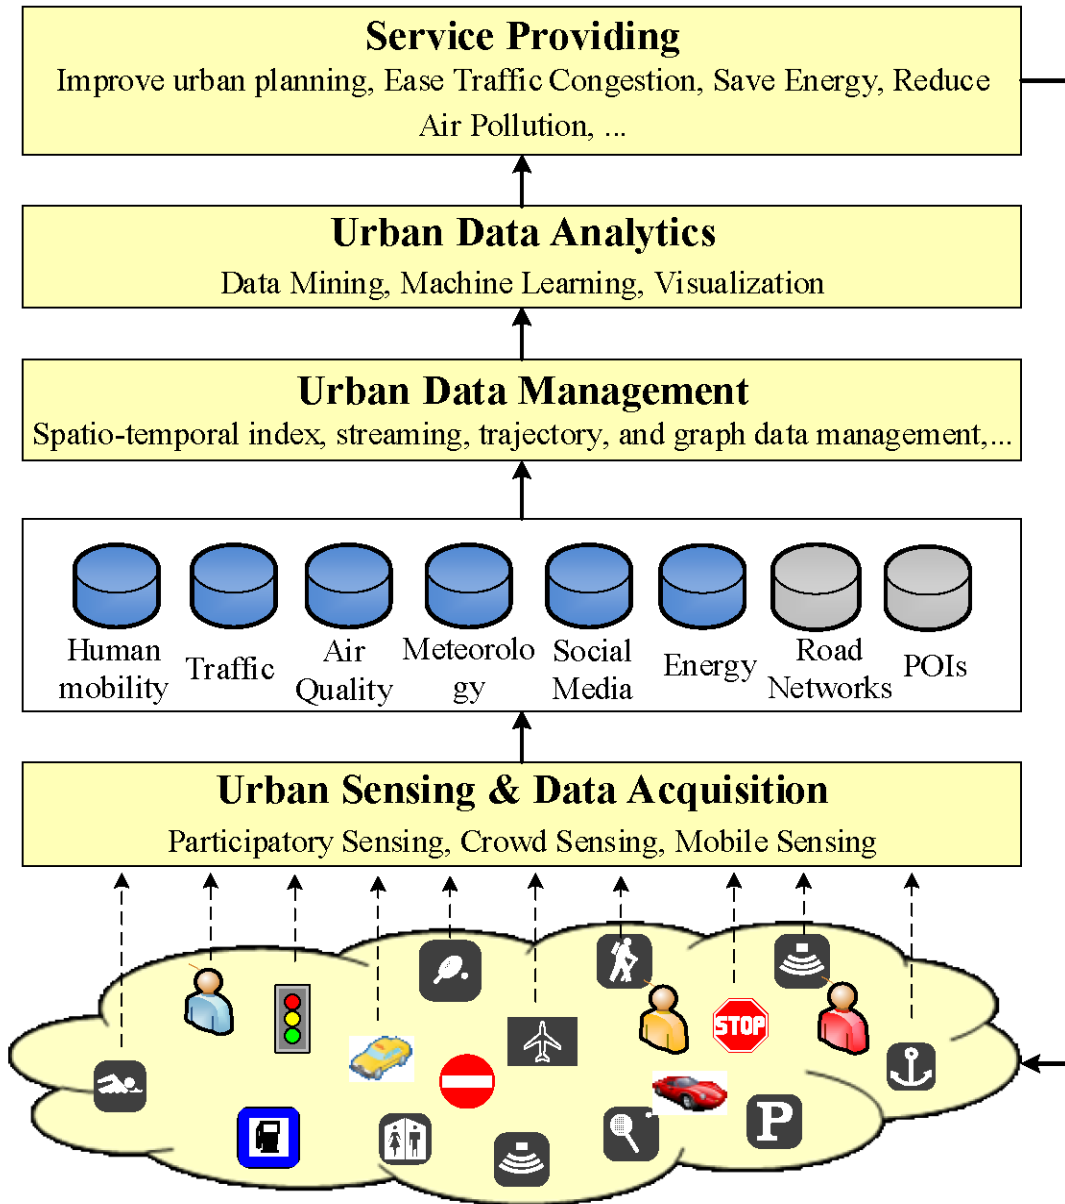 Service Providing
Improve urban planning, Ease Traffic Congestion, Save Energy, Reduce
Air Pollution, ...
Urban Data Analytics
Data Mining, Machine Learning, Visualization
Urban Data Management
Spatio-temporal index, streaming, trajectory, and graph data management,...
Human
mobility
Traffic
Air
Quality
Meteorolo
gy
Social
Media
Energy
Road
Networks
POIs
Urban Sensing & Data Acquisition
Participatory Sensing, Crowd Sensing, Mobile Sensing
STOP
P